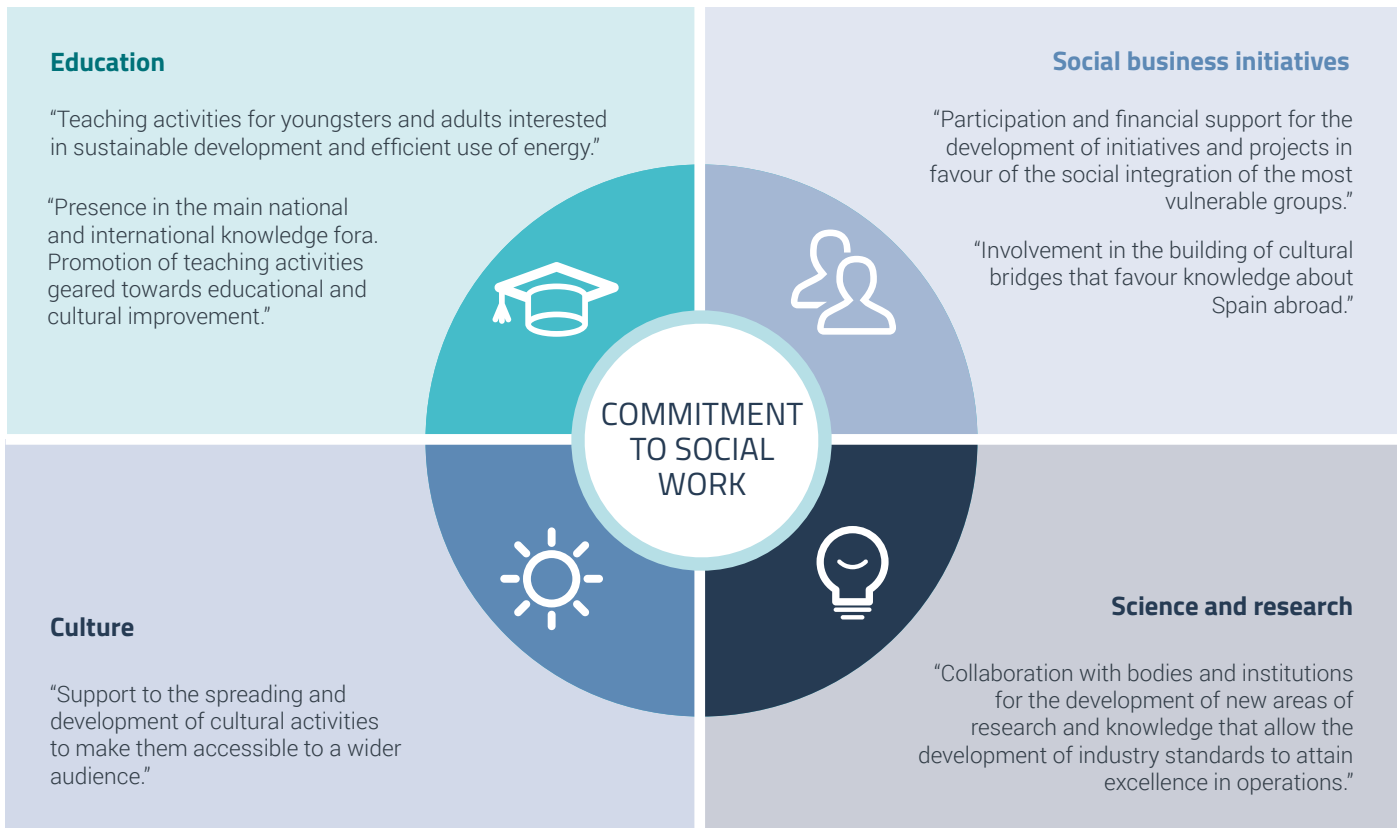 Education
“Teaching activities for youngsters and adults interested
in sustainable development and efficient use of energy.”
“Presence in the main national
and international knowledge fora.
Promotion of teaching activities
geared towards educational and
cultural improvement.”
Social business initiatives
“Participation and financial support for the
development of initiatives and projects in
favour of the social integration of the most
vulnerable groups.”
“Involvement in the building of cultural
bridges that favour knowledge about
Spain abroad.”
COMMITMENT
TO SOCIAL
WORK
Culture
“Support to the spreading and
development of cultural activities
to make them accessible to a wider
audience.”
Science and research
“Collaboration with bodies and institutions
for the development of new areas of
research and knowledge that allow the
development of industry standards to attain
excellence in operations.”